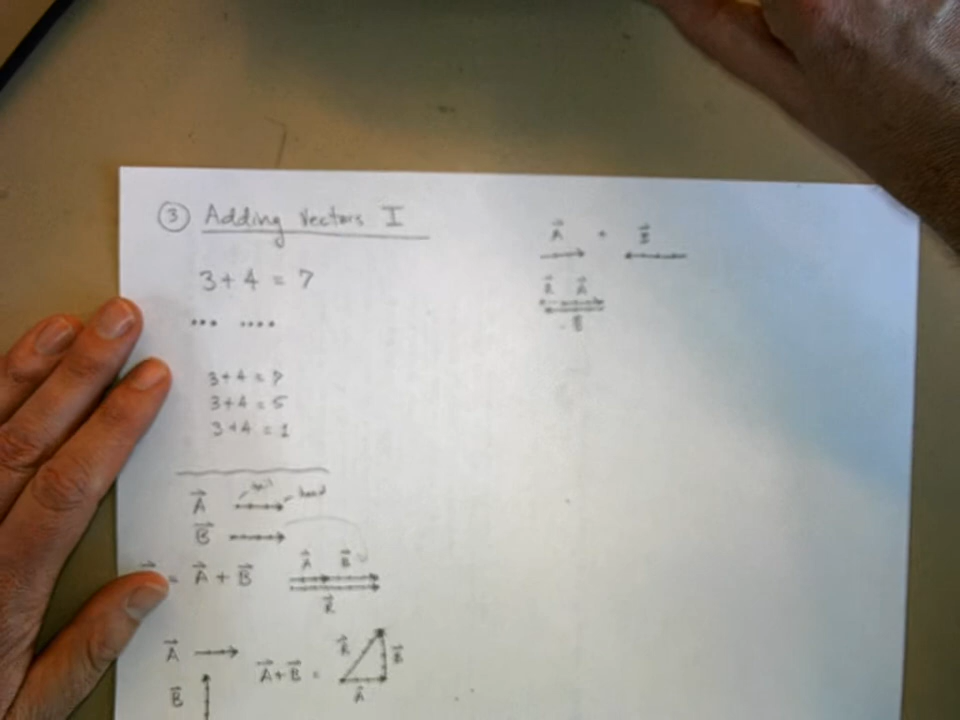 ③ Adding Vectors I
3 + 4 = 7
3 + 4 = 7
3 + 4 = 5
3 + 4 = 1
A⃗ tail head
B⃗
= A⃗ + B⃗ A⃗ B⃗
R⃗
A⃗
B⃗
A⃗ + B⃗ = R⃗ B⃗
A⃗
A⃗ + B⃗
R⃗ A⃗
B⃗